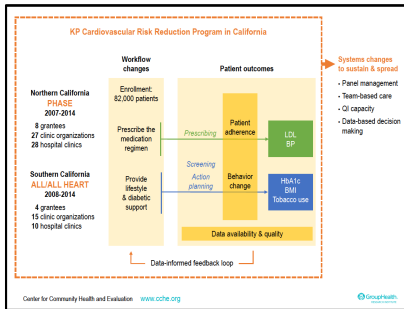 KP Cardiovascular Risk Reduction Program in California
Workflow
changes
Patient outcomes
Systems changes
to sustain & spread
- Panel management
- Team-based care
- QI capacity
- Data-based decision
making
Northern California
PHASE
2007-2014
8 grantees
27 clinic organizations
28 hospital clinics
Southern California
ALL/ALL HEART
2008-2014
4 grantees
15 clinic organizations
10 hospital clinics
Enrollment:
82,000 patients
Prescribe the
medication
regimen
Provide
lifestyle
& diabetic
support
Prescribing
Screening
Action
planning
Patient
adherence
Behavior
change
LDL
BP
HbA1c
BMI
Tobacco use
Data availability & quality
Data-informed feedback loop
Center for Community Health and Evaluation www.cche.org
GroupHealth